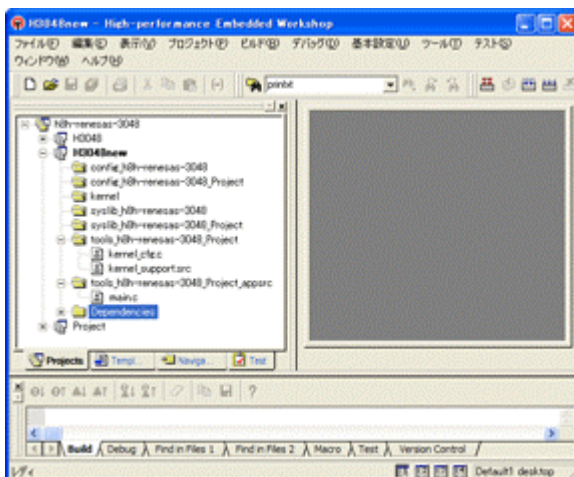 H3048new - High-performance Embedded Workshop
ファイル(F) 編集(E) 表示(V) プロジェクト(P) ビルド(B) デバッグ(D) 基本設定(U) ツール(T) テスト(S)
ウィンドウ(W) ヘルプ(H)
printxt
h8h-renesas-3048
H3048
H3048new
config_h8h-renesas-3048
config_h8h-renesas-3048_Project
kernel
syslib_h8h-renesas-3048
syslib_h8h-renesas-3048_Project
tools_h8h-renesas-3048_Project
kernel_cfg.c
kernel_support.src
tools_h8h-renesas-3048_Project_appsrc
main.c
Dependencies
Project
Projects Templ... Naviga... Test
Build Debug Find in Files 1 Find in Files 2 Macro Test Version Control
レディ Default1 desktop